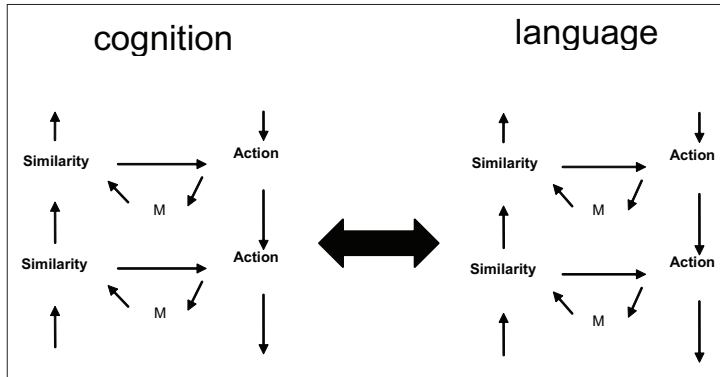 cognition
language
Similarity
Action
M
Similarity
Action
M
Similarity
Action
M
Similarity
Action
M